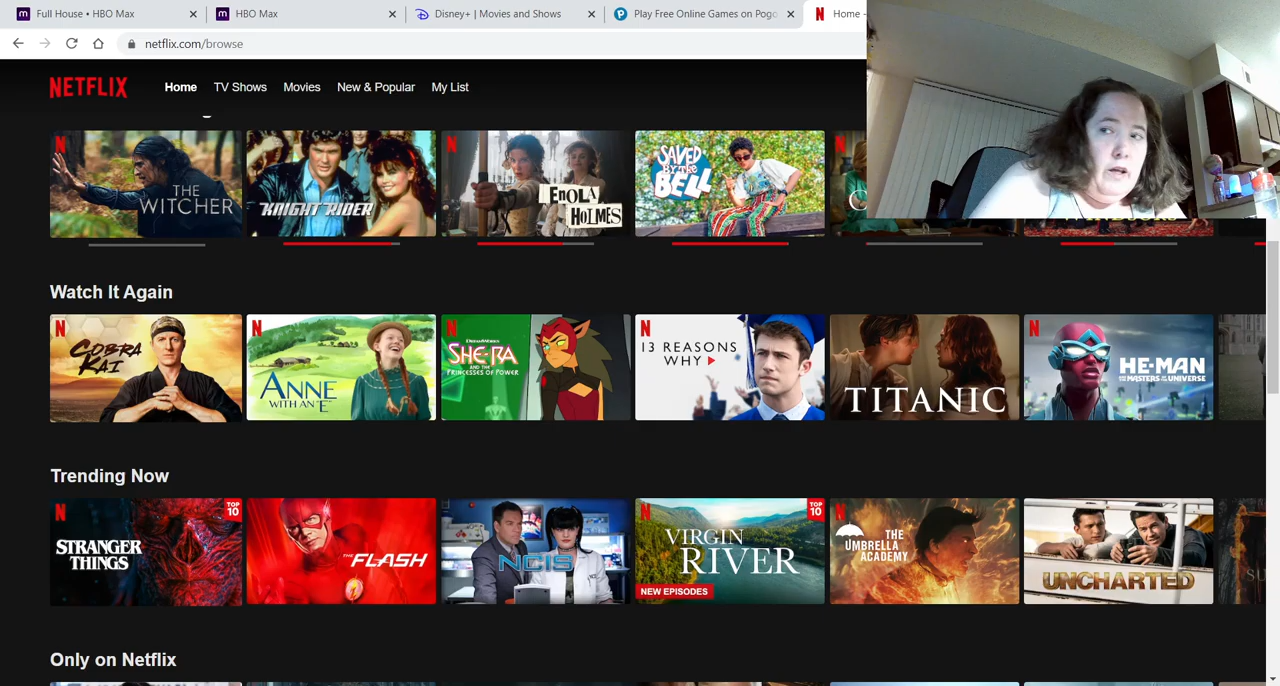 Full House • HBO Max
HBO Max
Disney+ | Movies and Shows
Play Free Online Games on Pogo
Home -
netflix.com/browse
NETFLIX
Home
TV Shows
Movies
New & Popular
My List
THE
WITCHER
KNIGHT RIDER
ENOLA
HOLMES
SAVED
BY THE
BELL
Watch It Again
COBRA
KAI
ANNE
WITH AN "E"
DREAMWORKS
SHE-RA
AND THE
PRINCESSES OF POWER
13 REASONS
WHY
TITANIC
HE-MAN
AND THE MASTERS OF THE UNIVERSE
Trending Now
TOP
10
STRANGER
THINGS
THE FLASH
NCIS
TOP
10
VIRGIN
RIVER
NEW EPISODES
THE
UMBRELLA
ACADEMY
UNCHARTED
Only on Netflix